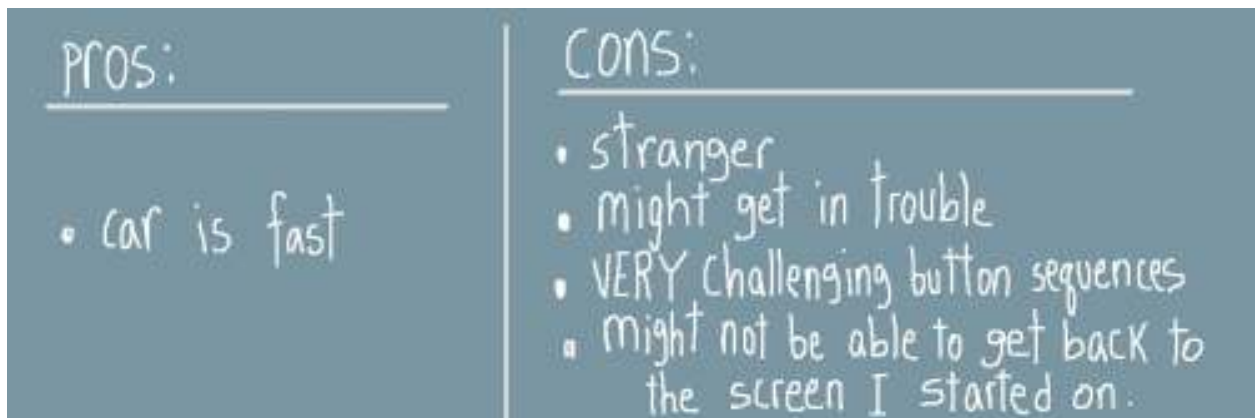 pros:
• car is fast
cons:
• stranger
• might get in trouble
• VERY challenging button sequences
• might not be able to get back to
the screen I started on.